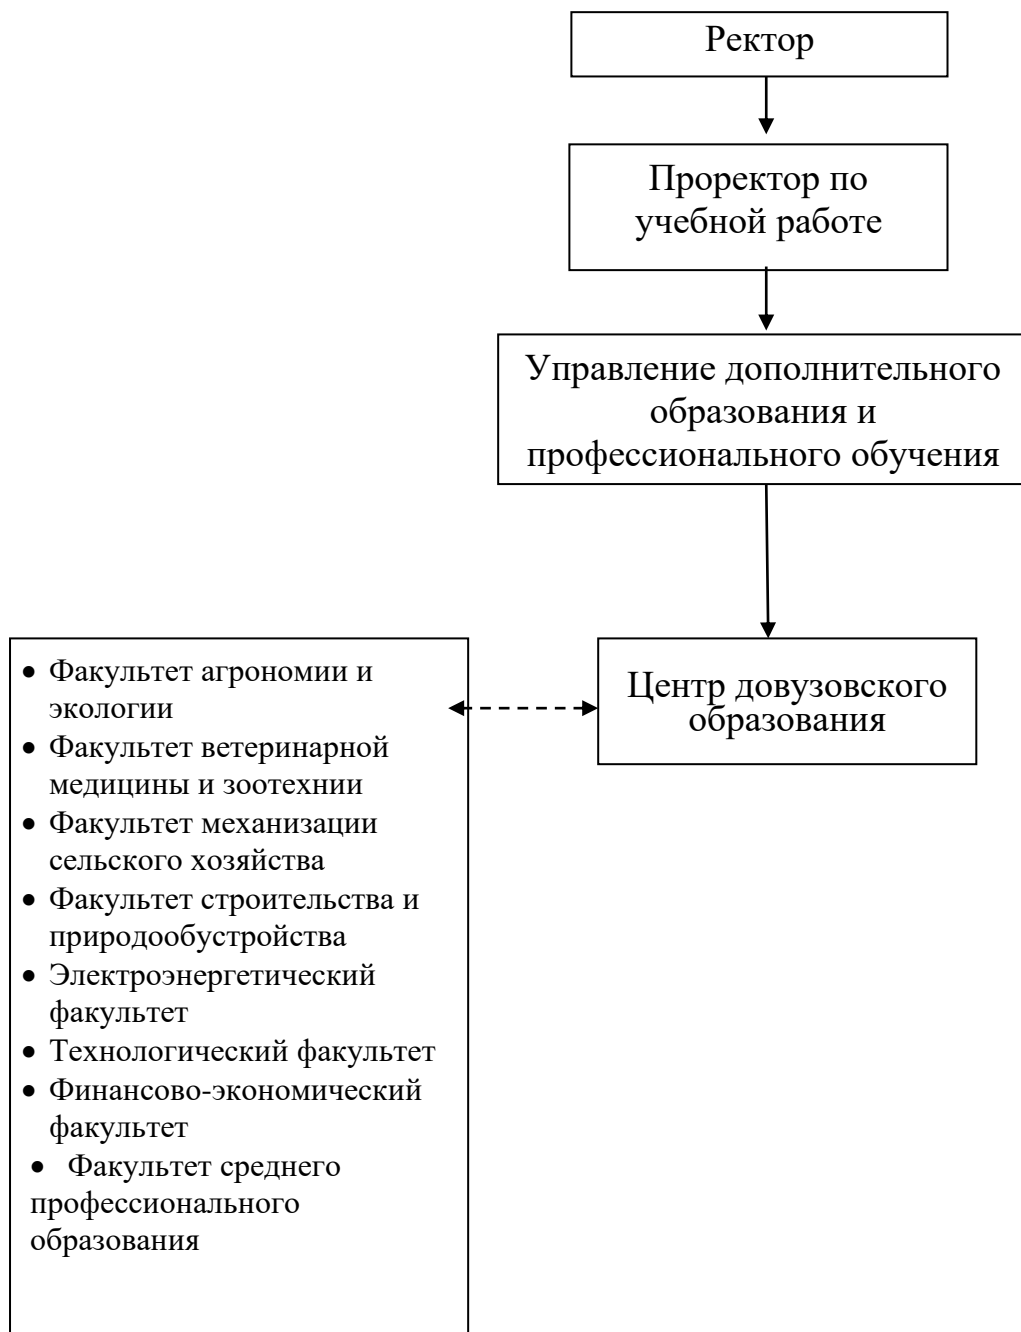 Ректор
Проректор по
учебной работе
Управление дополнительного
образования и
профессионального обучения
Центр довузовского
образования
• Факультет агрономии и
экологии
• Факультет ветеринарной
медицины и зоотехнии
• Факультет механизации
сельского хозяйства
• Факультет строительства и
природообустройства
• Электроэнергетический
факультет
• Технологический факультет
• Финансово-экономический
факультет
• Факультет среднего
профессионального
образования